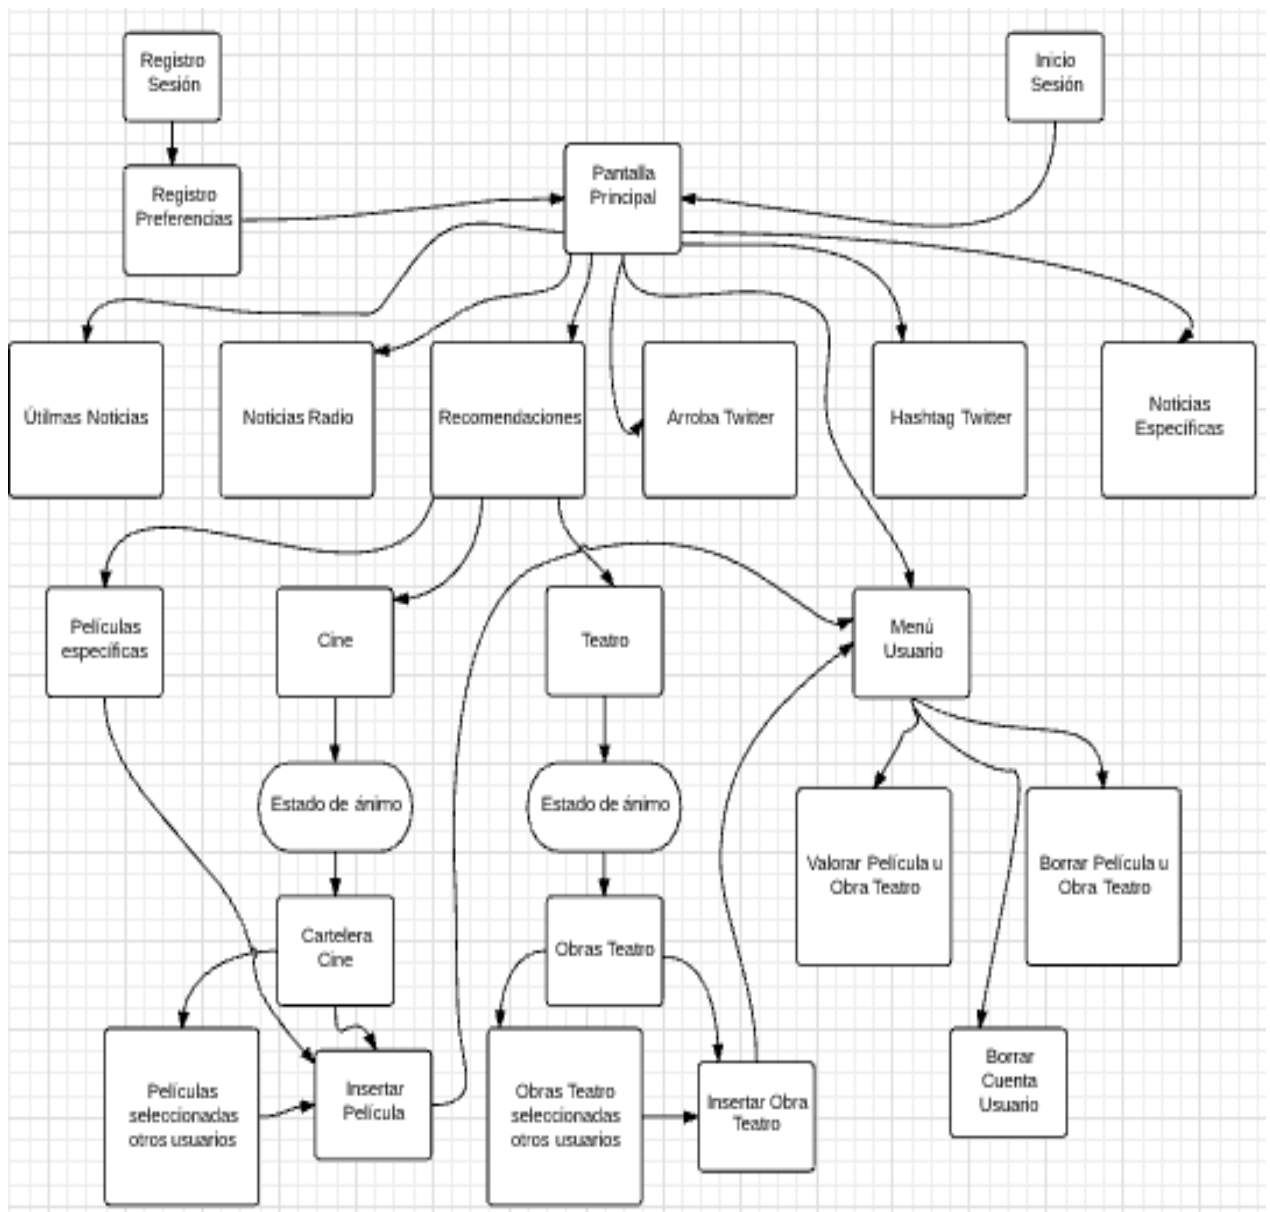 Registro
Sesión
Inicio
Sesión
Pantalla
Principal
Registro
Preferencias
Útilmas Noticias
Noticias Radio
Recomendaciones
Arroba Twitter
Hashtag Twitter
Noticias
Específicas
Películas
específicas
Cine
Teatro
Menú
Usuario
Estado de ánimo
Estado de ánimo
Valorar Película u
Obra Teatro
Borrar Película u
Obra Teatro
Cartelera
Cine
Obras Teatro
Películas
seleccionadas
otros usuarios
Insertar
Película
Obras Teatro
seleccionadas
otros usuarios
Insertar Obra
Teatro
Borrar
Cuenta
Usuario